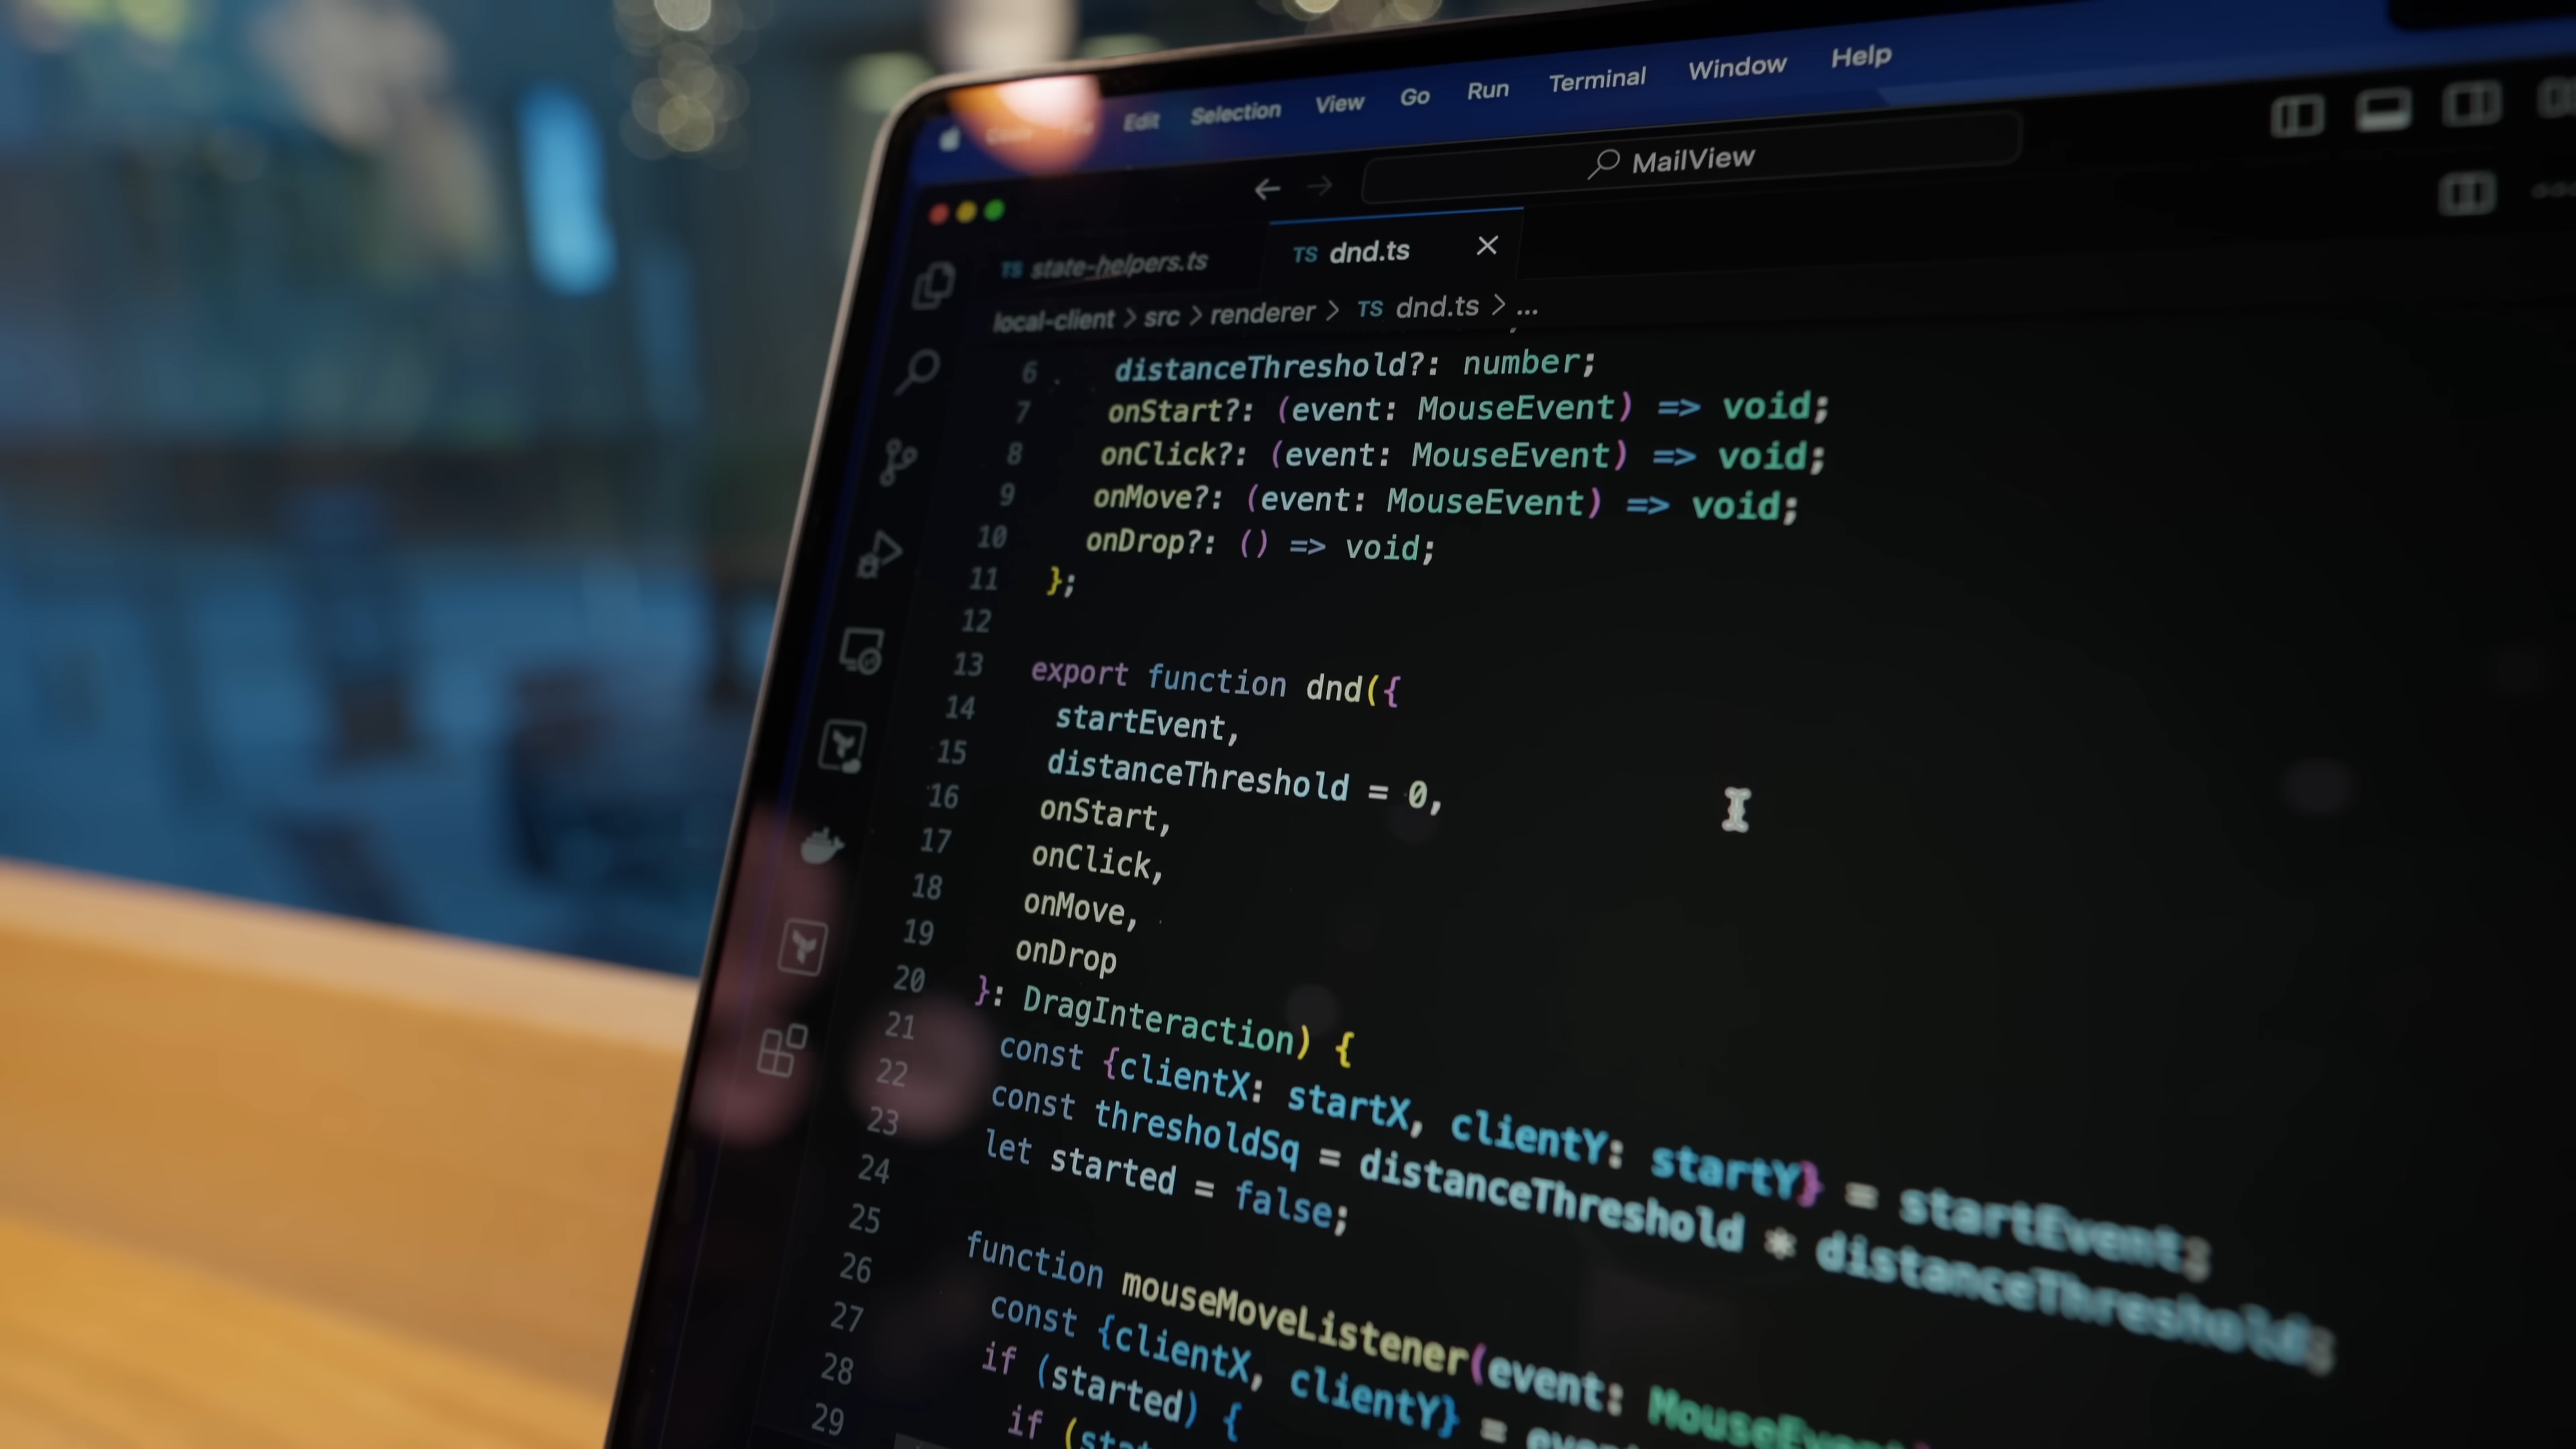 Edit Selection View Go Run Terminal Window Help
MailView
TS state-helpers.ts TS dnd.ts
local-client > src > renderer > TS dnd.ts > ...
6 distanceThreshold?: number;
7 onStart?: (event: MouseEvent) => void;
8 onClick?: (event: MouseEvent) => void;
9 onMove?: (event: MouseEvent) => void;
10 onDrop?: () => void;
11 };
12
13 export function dnd({
14 startEvent,
15 distanceThreshold = 0,
16 onStart,
17 onClick,
18 onMove,
19 onDrop
20 }: DragInteraction) {
21 const {clientX: startX, clientY: startY} = startEvent;
22 const thresholdSq = distanceThreshold * distanceThreshold;
23 let started = false;
24
25 function mouseMoveListener(event: MouseEvent)
26 const {clientX, clientY} =
27 if (started) {
28 if (
29